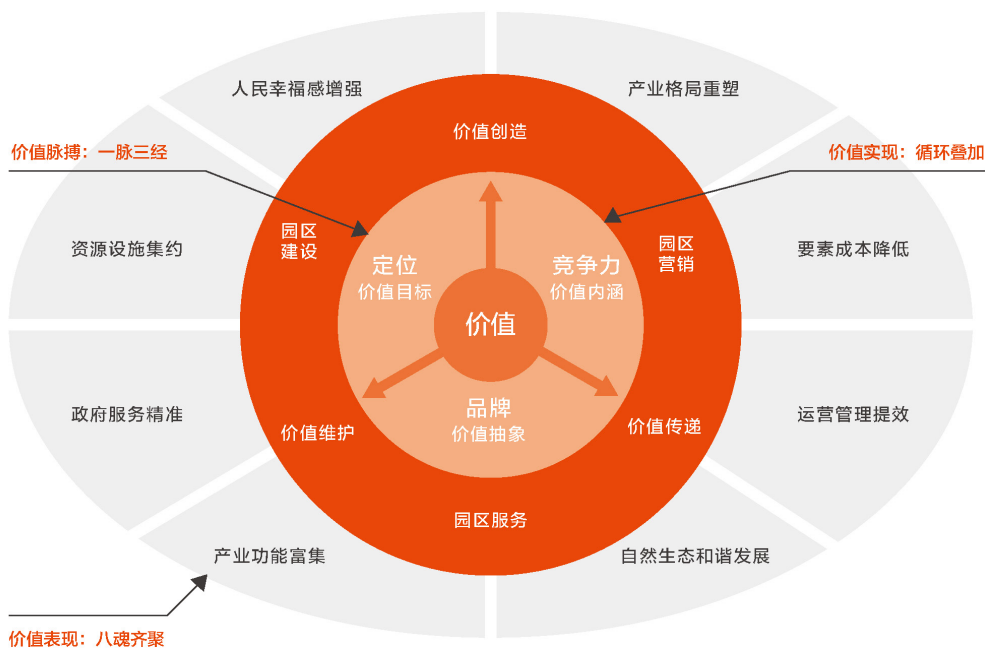 人民幸福感增强
产业格局重塑
价值创造
价值脉搏：一脉三经
价值实现：循环叠加
园区
建设
园区
营销
资源设施集约
要素成本降低
定位
价值目标
竞争力
价值内涵
价值
政府服务精准
运营管理提效
品牌
价值抽象
价值维护
价值传递
园区服务
产业功能富集
自然生态和谐发展
价值表现：八魂齐聚